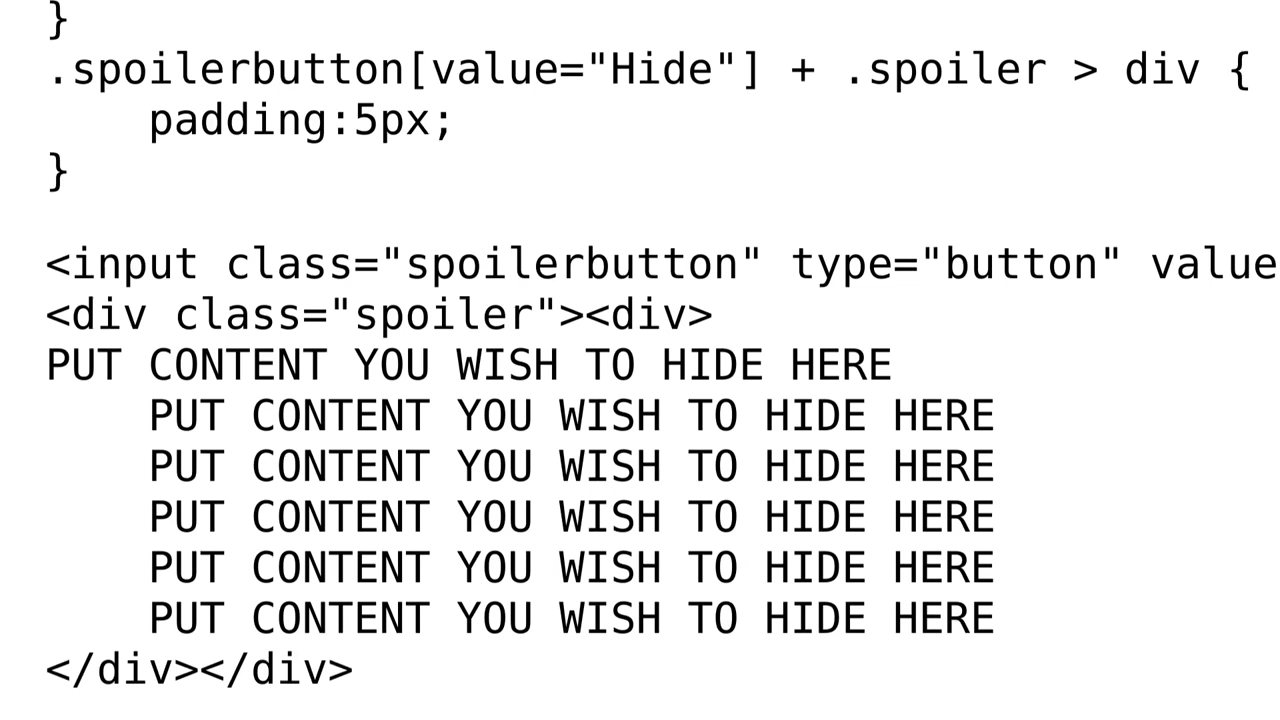 }
.spoilerbutton[value="Hide"] + .spoiler > div {
    padding:5px;
}

<input class="spoilerbutton" type="button" value
<div class="spoiler"><div>
PUT CONTENT YOU WISH TO HIDE HERE
    PUT CONTENT YOU WISH TO HIDE HERE
    PUT CONTENT YOU WISH TO HIDE HERE
    PUT CONTENT YOU WISH TO HIDE HERE
    PUT CONTENT YOU WISH TO HIDE HERE
    PUT CONTENT YOU WISH TO HIDE HERE
</div></div>